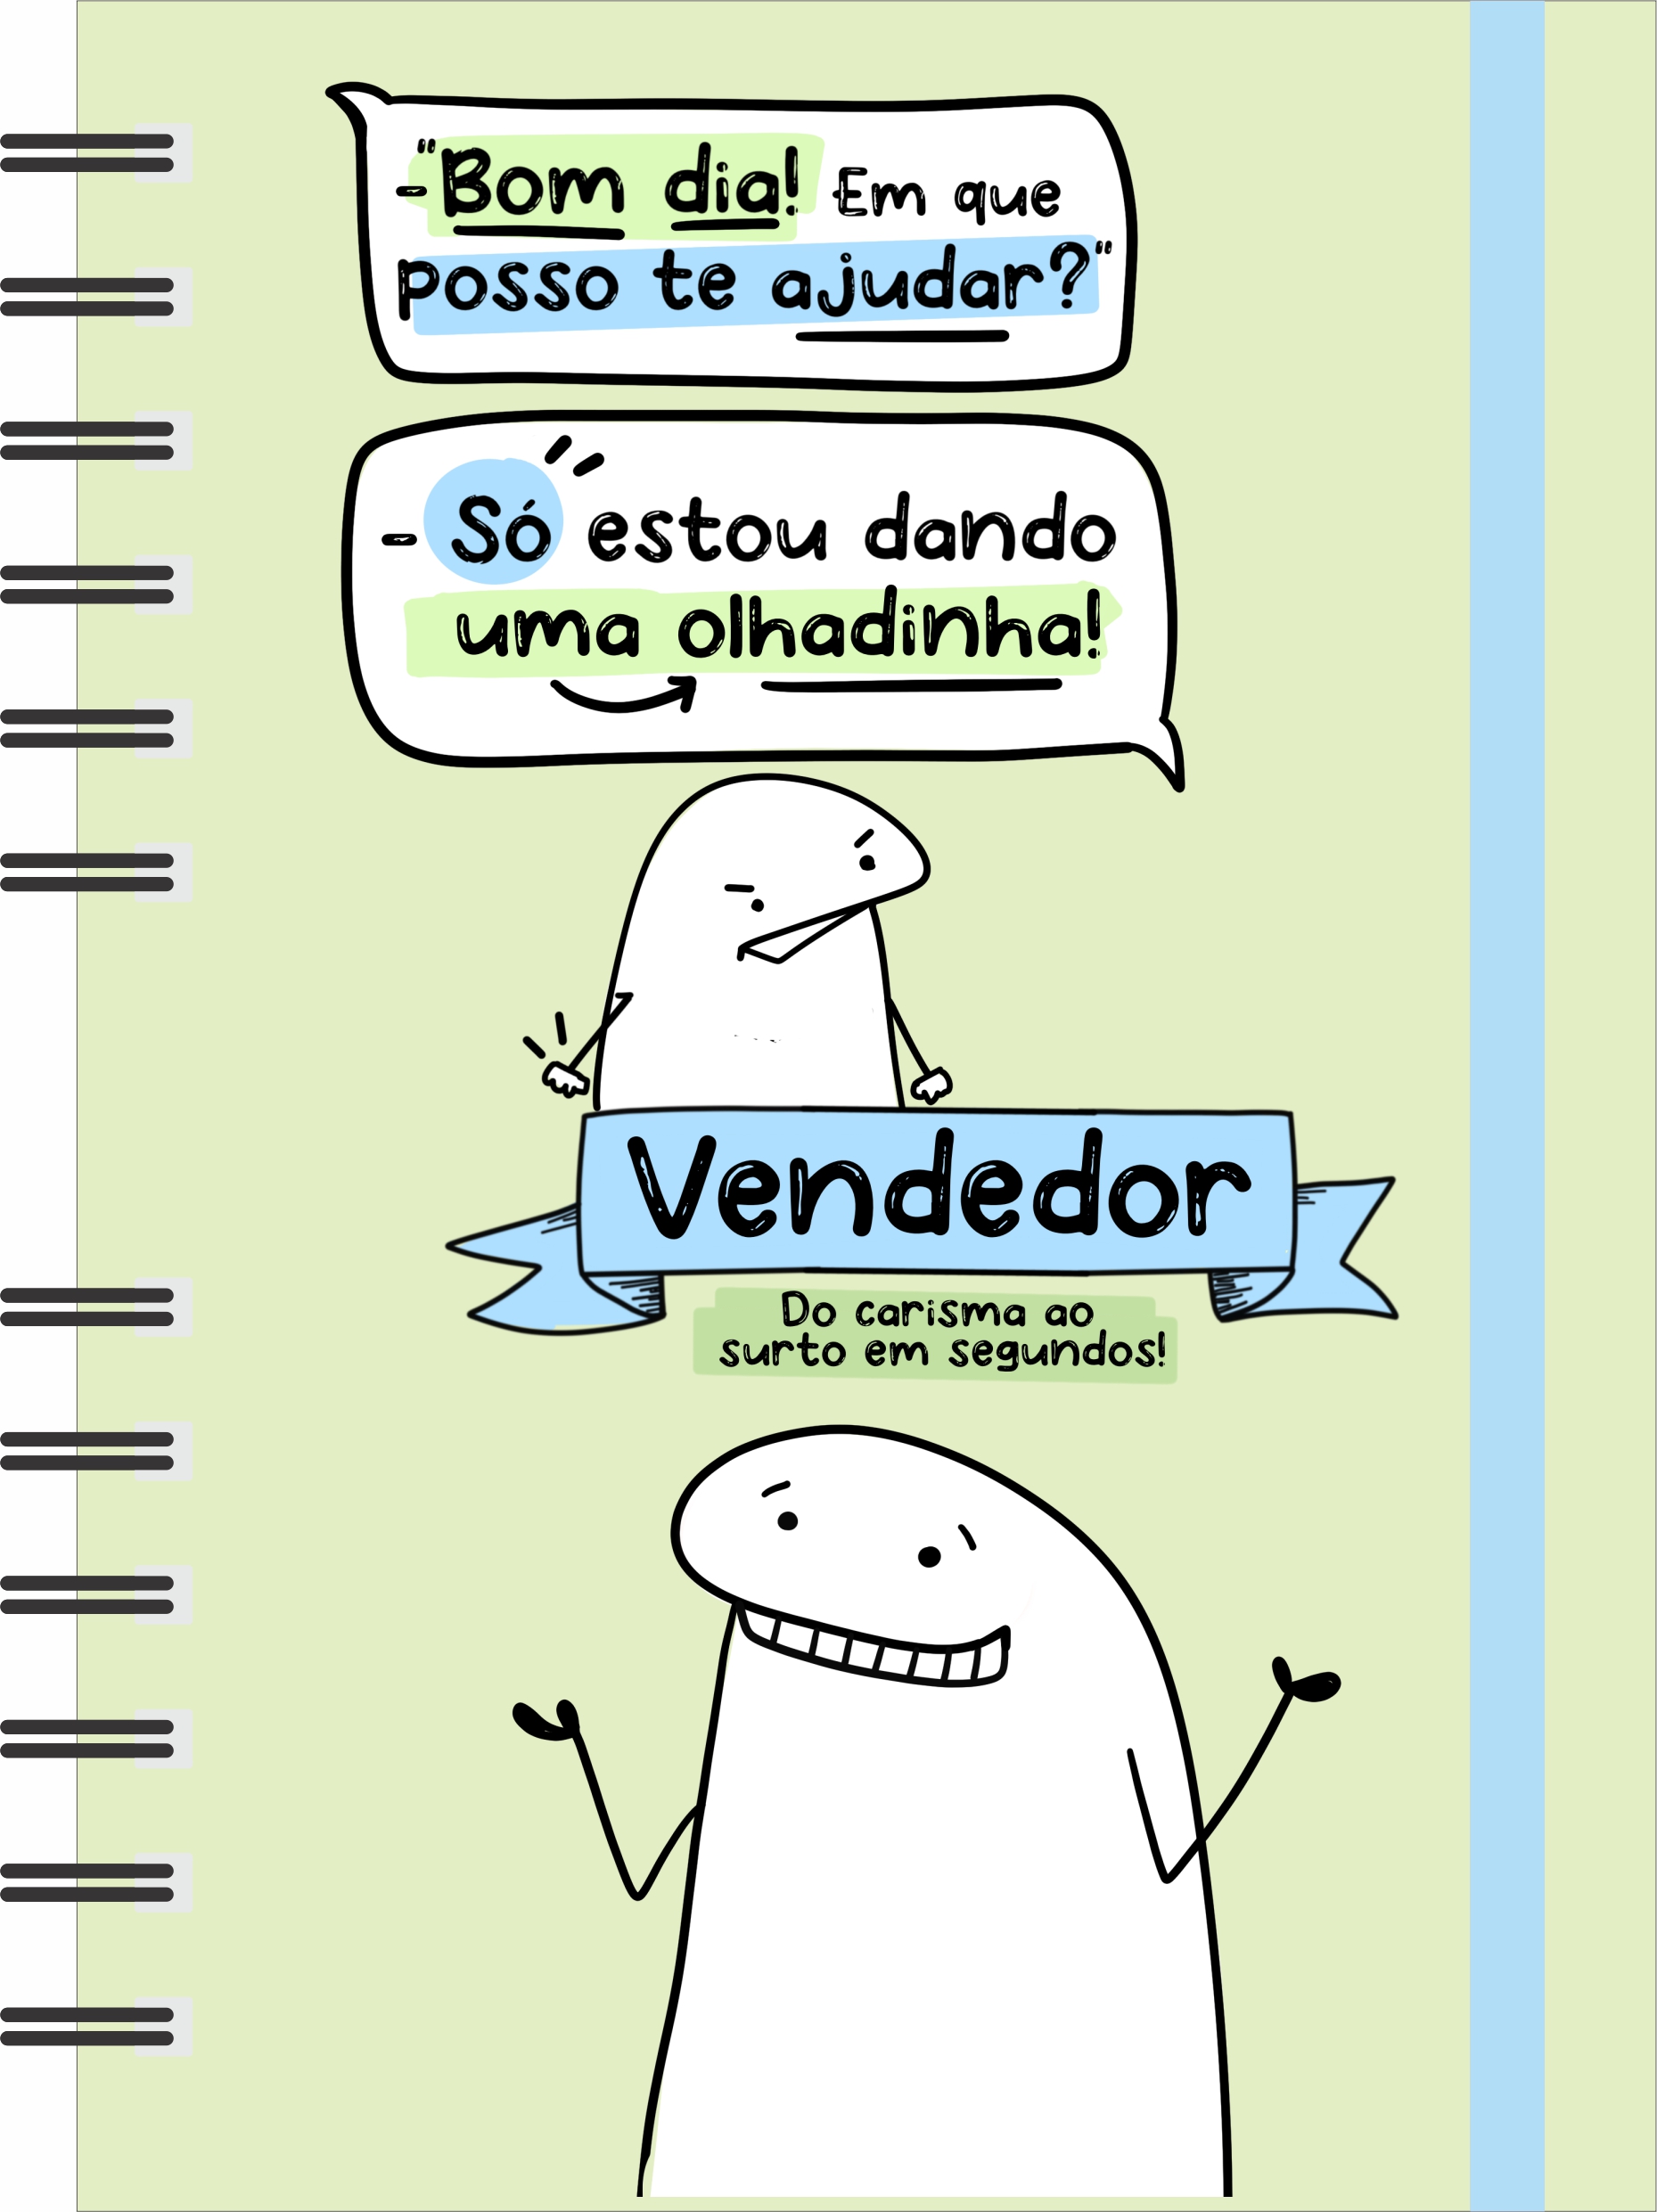 -"Bom dia! Em que
posso te ajudar?"
- Só estou dando
uma olhadinha!
Vendedor
Do carisma ao
surto em segundos!